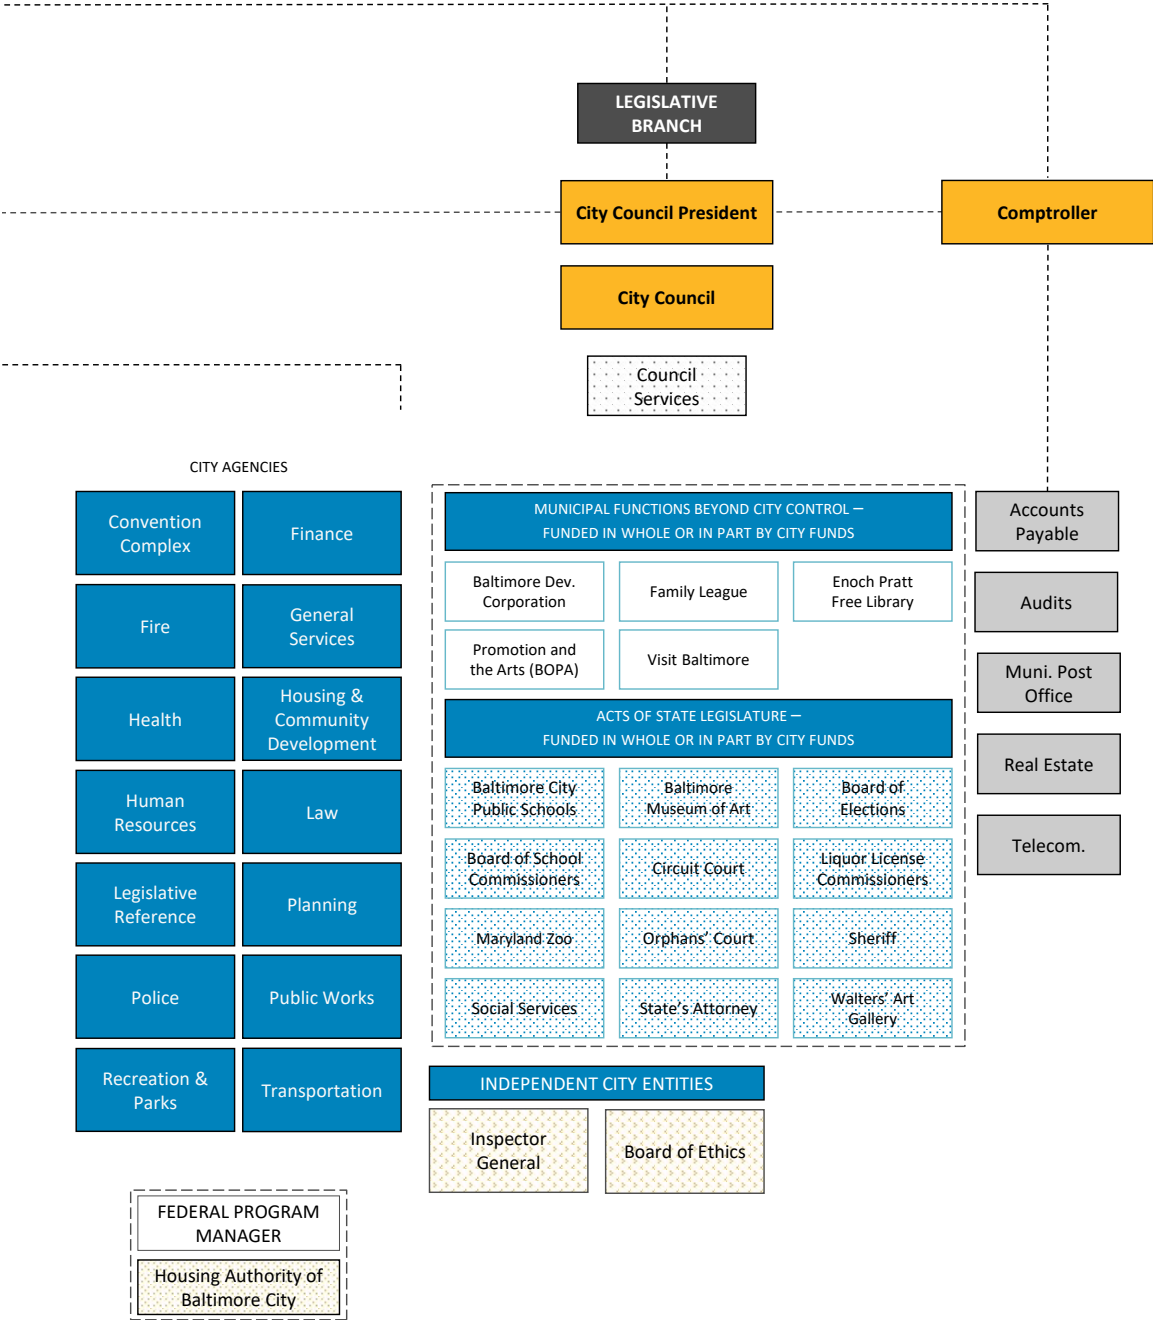 LEGISLATIVE
BRANCH
City Council President
Comptroller
City Council
Council
Services
CITY AGENCIES
Convention
Complex
Finance
Fire
General
Services
Health
Housing &
Community
Development
Human
Resources
Law
Legislative
Reference
Planning
Police
Public Works
Recreation &
Parks
Transportation
MUNICIPAL FUNCTIONS BEYOND CITY CONTROL –
FUNDED IN WHOLE OR IN PART BY CITY FUNDS
Baltimore Dev.
Corporation
Family League
Enoch Pratt
Free Library
Promotion and
the Arts (BOPA)
Visit Baltimore
ACTS OF STATE LEGISLATURE –
FUNDED IN WHOLE OR IN PART BY CITY FUNDS
Baltimore City
Public Schools
Baltimore
Museum of Art
Board of
Elections
Board of School
Commissioners
Circuit Court
Liquor License
Commissioners
Maryland Zoo
Orphans’ Court
Sheriff
Social Services
State’s Attorney
Walters’ Art
Gallery
Accounts
Payable
Audits
Muni. Post
Office
Real Estate
Telecom.
INDEPENDENT CITY ENTITIES
Inspector
General
Board of Ethics
FEDERAL PROGRAM
MANAGER
Housing Authority of
Baltimore City